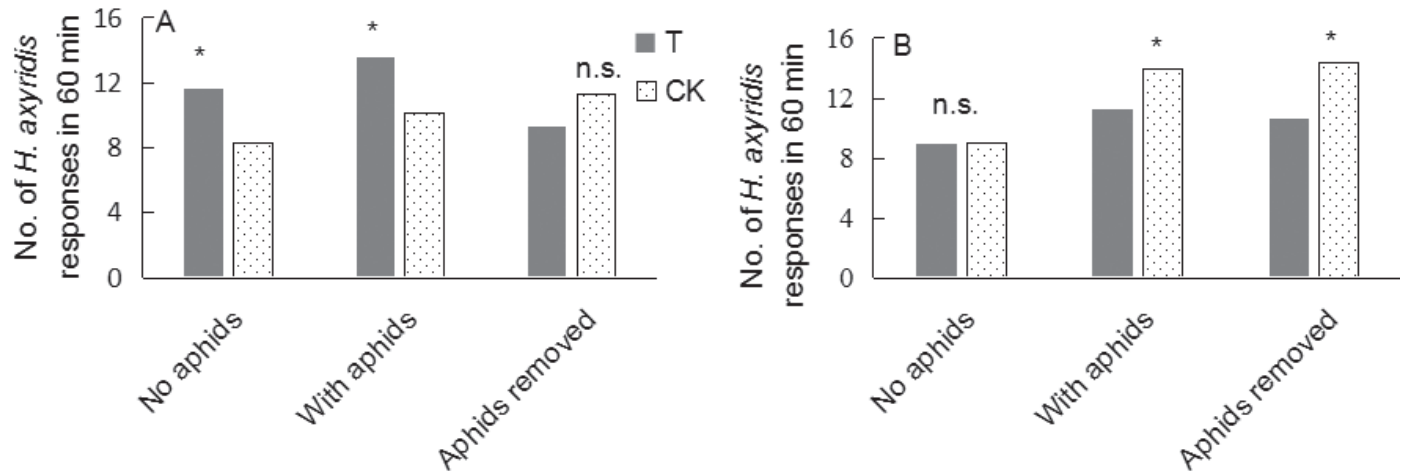 No. of H. axyridis
responses in 60 min
16
12
8
4
0
A
*
*
n.s.
T
CK
No aphids
With aphids
Aphids removed
No. of H. axyridis
responses in 60 min
16
12
8
4
0
B
n.s.
*
*
No aphids
With aphids
Aphids removed